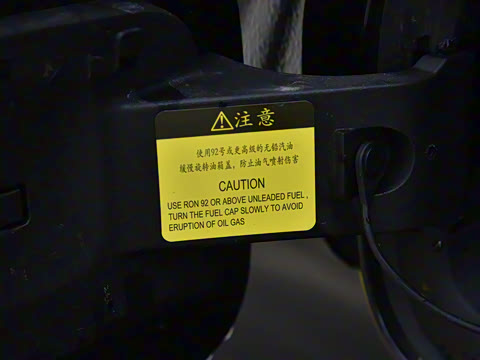 注意
使用92号或更高级的无铅汽油
缓慢旋转油箱盖，防止油气喷射伤害
CAUTION
USE RON 92 OR ABOVE UNLEADED FUEL,
TURN THE FUEL CAP SLOWLY TO AVOID
ERUPTION OF OIL GAS